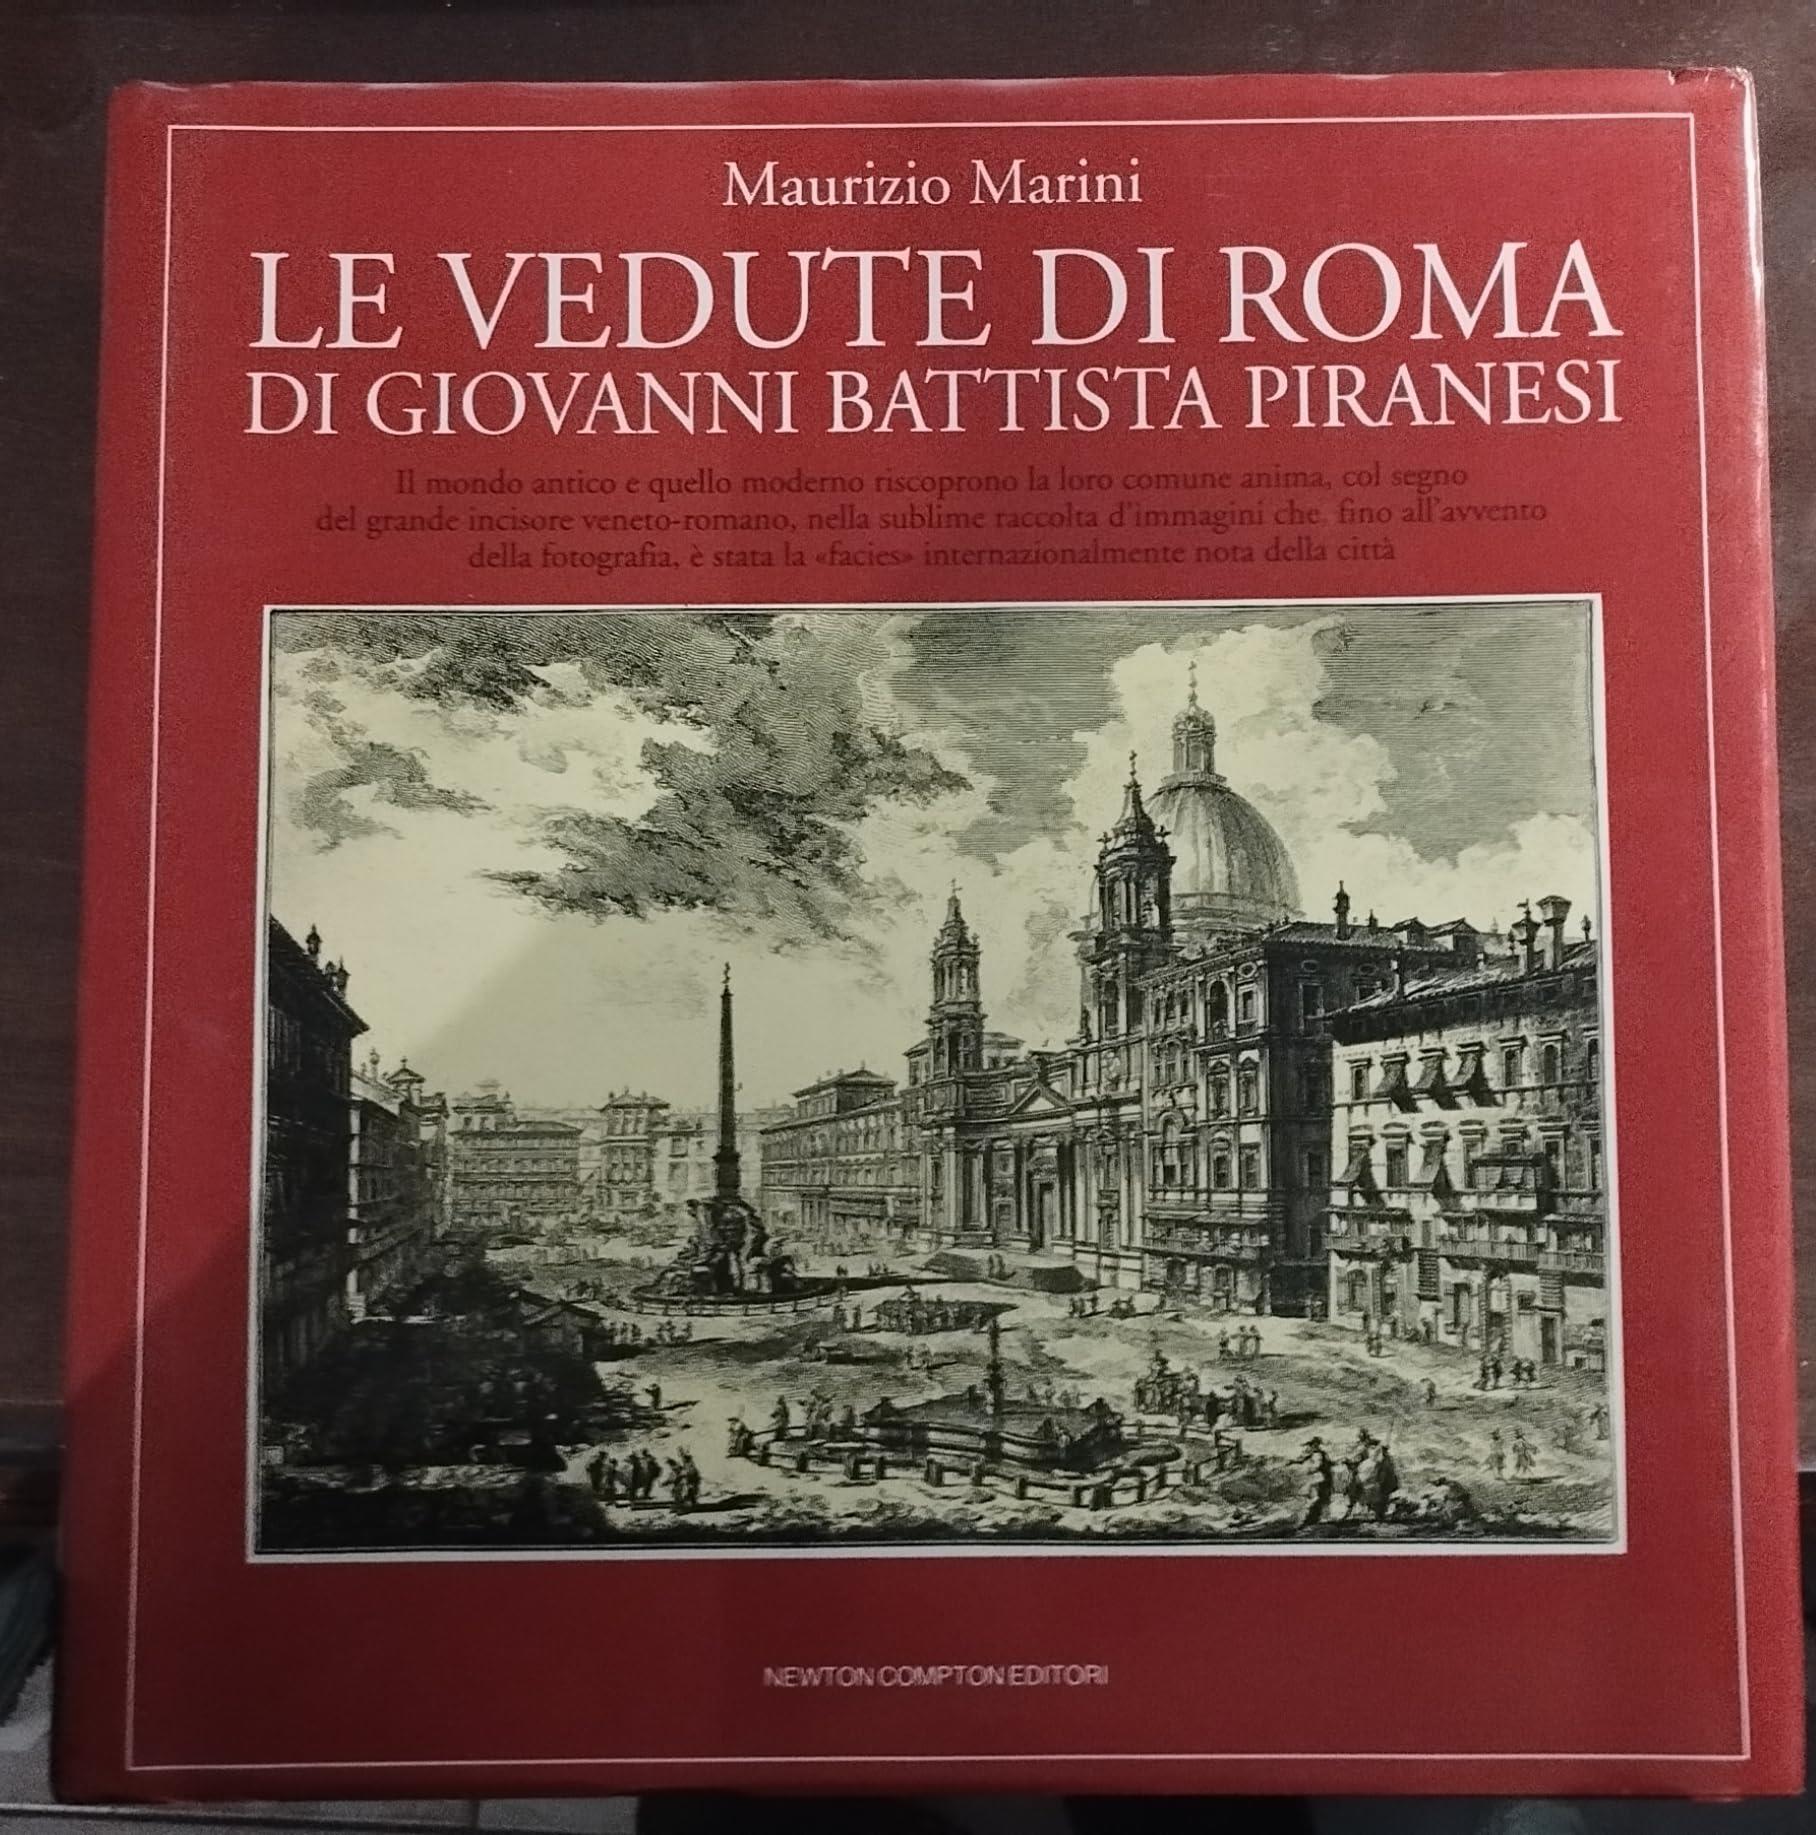 Maurizio Marini
LE VEDUTE DI ROMA
DI GIOVANNI BATTISTA PIRANESI
Il mondo antico e quello moderno riscoprono la loro comune anima, col segno
del grande incisore veneto-romano, nella sublime raccolta d'immagini che, fino all'avvento
della fotografia, è stata la «facies» internazionalmente nota della città
NEWTON COMPTON EDITORI